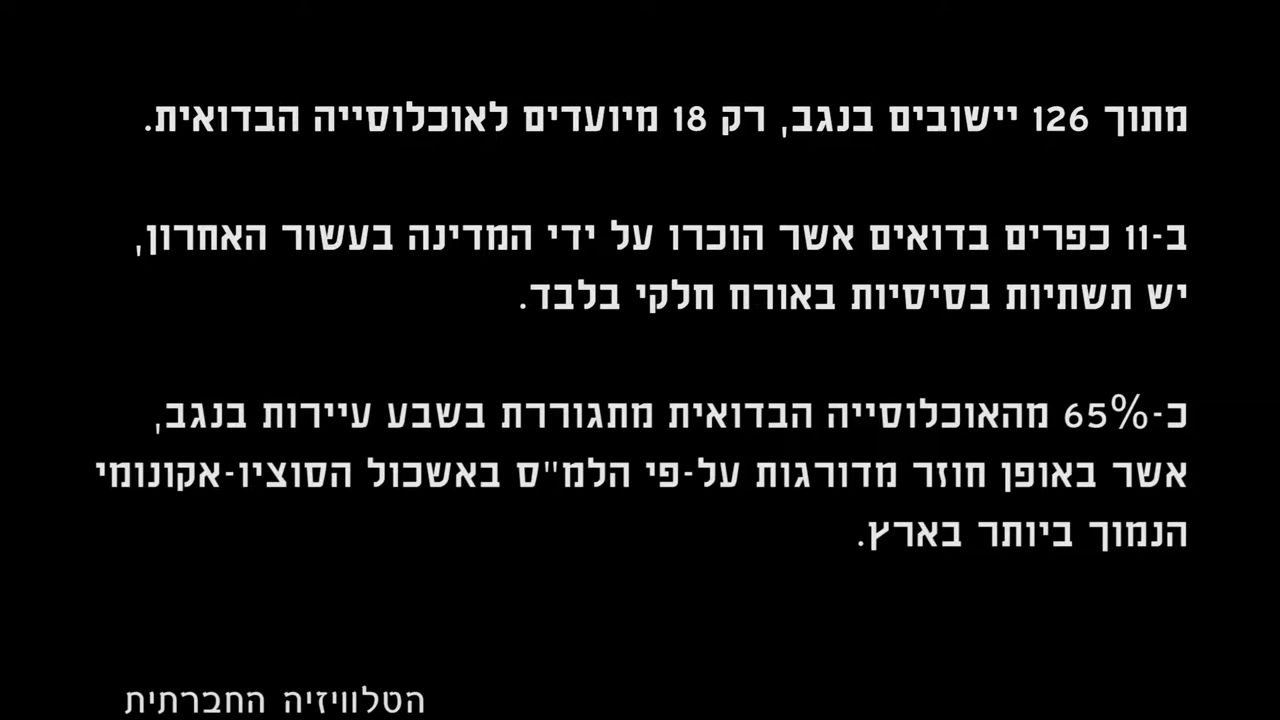 מתוך 126 יישובים בנגב, רק 18 מיועדים לאוכלוסייה הבדואית.
ב-11 כפרים בדואים אשר הוכרו על ידי המדינה בעשור האחרון,
יש תשתיות בסיסיות באורח חלקי בלבד.
כ-65% מהאוכלוסייה הבדואית מתגוררת בשבע עיירות בנגב,
אשר באופן חוזר מדורגות על-פי הלמ"ס באשכול הסוציו-אקונומי
הנמוך ביותר בארץ.
הטלוויזיה החברתית